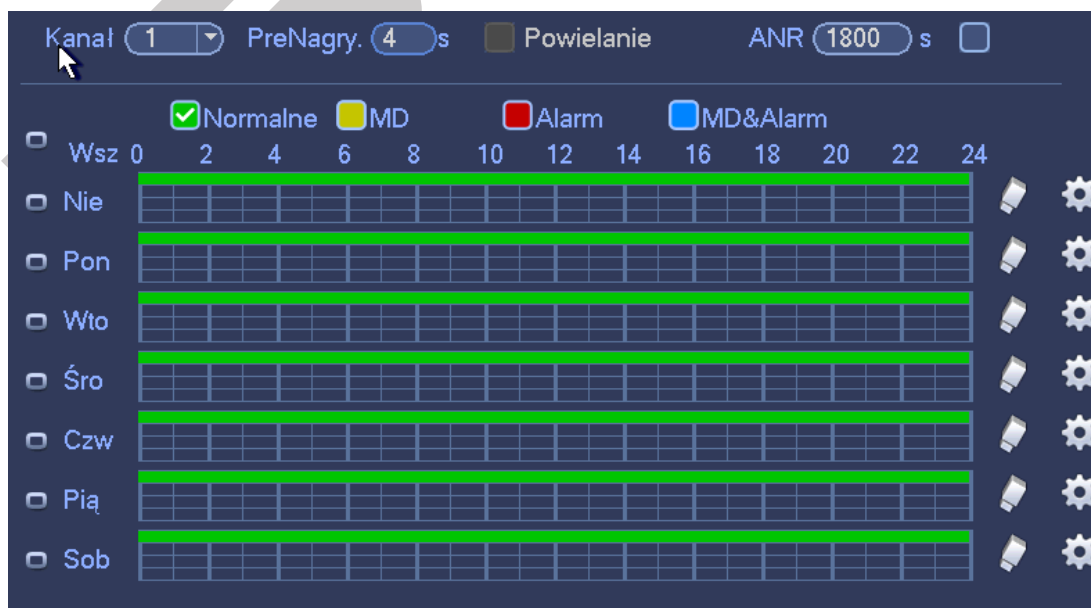 Kanał 1 PreNagry. 4 s Powielanie ANR 1800 s
Normalne MD Alarm MD&Alarm
Wsz 0 2 4 6 8 10 12 14 16 18 20 22 24
Nie
Pon
Wto
Śro
Czw
Pią
Sob